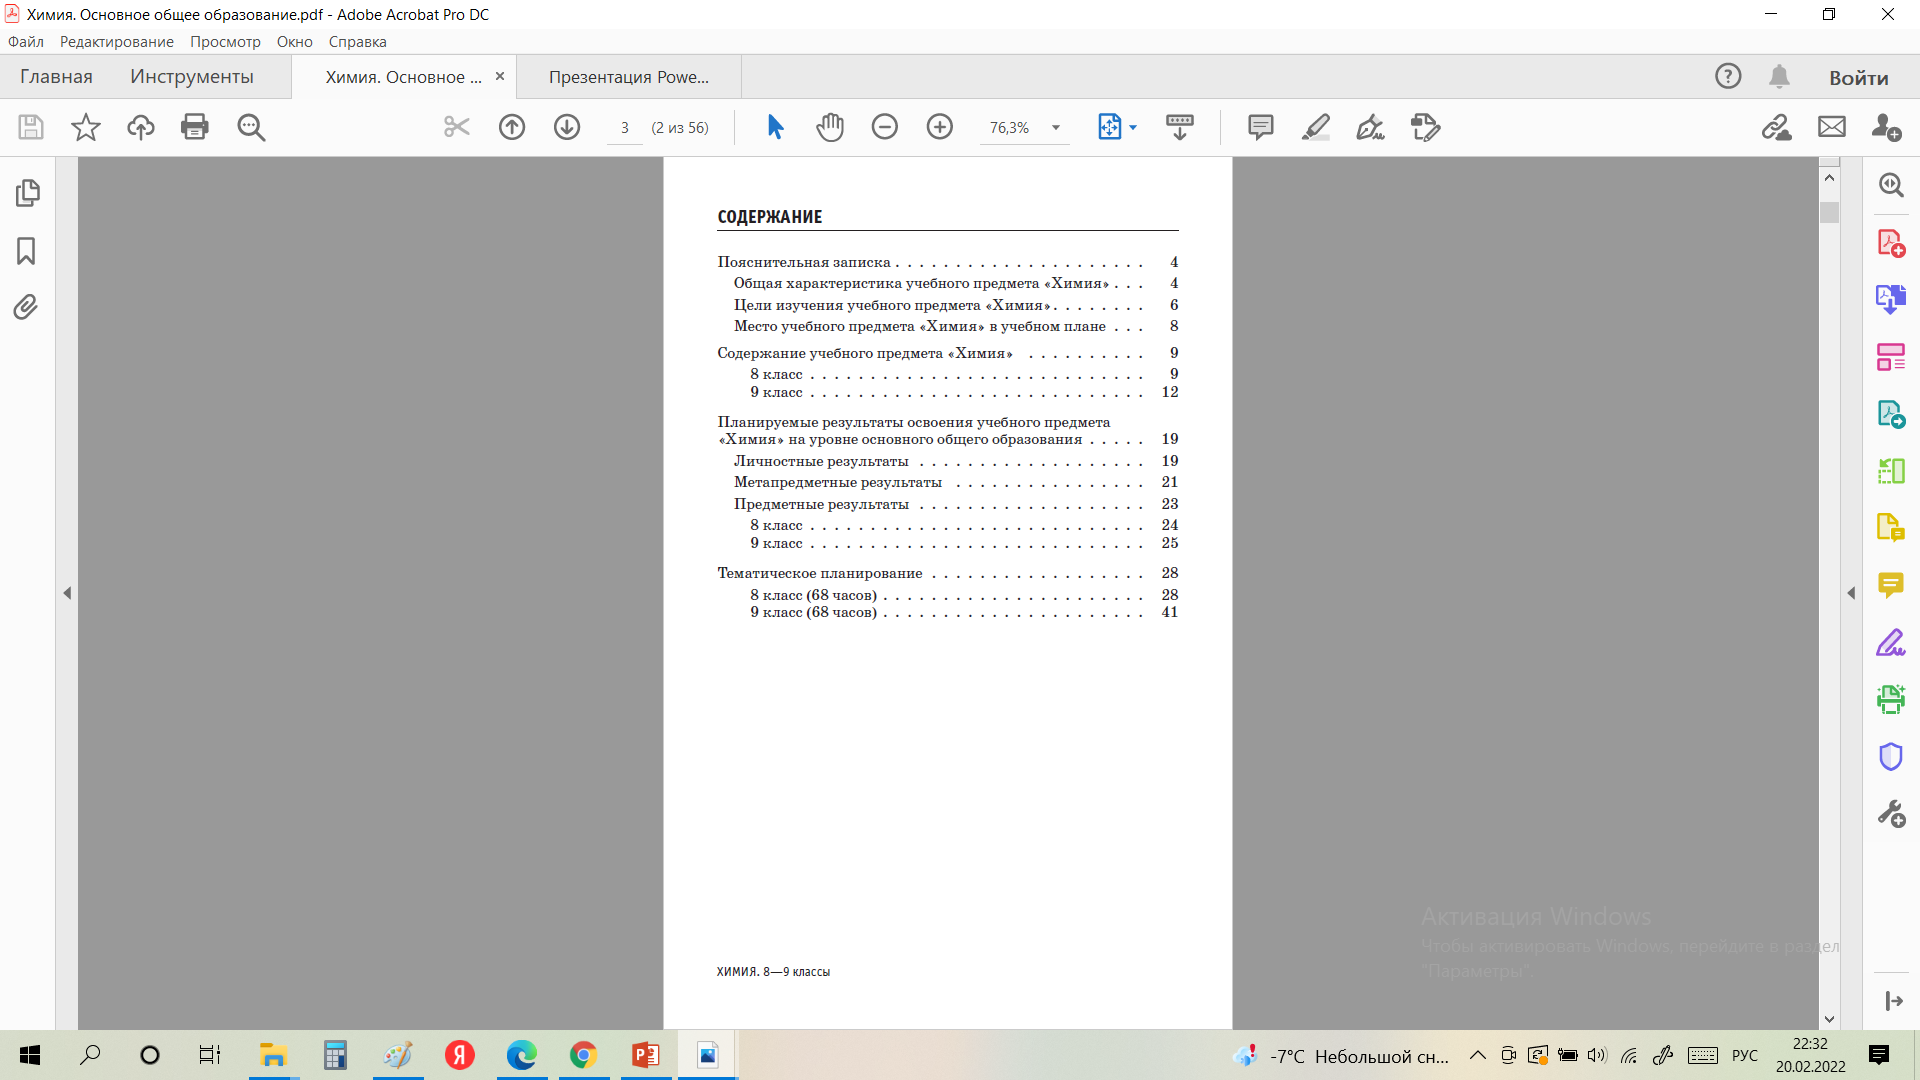 Химия. Основное общее образование.pdf - Adobe Acrobat Pro DC
Файл Редактирование Просмотр Окно Справка
Главная Инструменты Химия. Основное ... × Презентация Powe... Войти
3 (2 из 56) 76,3%
СОДЕРЖАНИЕ
Пояснительная записка . . . . . . . . . . . . . . . . . . . . . 4
Общая характеристика учебного предмета «Химия» . . . 4
Цели изучения учебного предмета «Химия» . . . . . . . . 6
Место учебного предмета «Химия» в учебном плане . . . 8
Содержание учебного предмета «Химия» . . . . . . . . . . 9
8 класс . . . . . . . . . . . . . . . . . . . . . . . . . . . . 9
9 класс . . . . . . . . . . . . . . . . . . . . . . . . . . . . 12
Планируемые результаты освоения учебного предмета
«Химия» на уровне основного общего образования . . . . . 19
Личностные результаты . . . . . . . . . . . . . . . . . . . 19
Метапредметные результаты . . . . . . . . . . . . . . . . 21
Предметные результаты . . . . . . . . . . . . . . . . . . . 23
8 класс . . . . . . . . . . . . . . . . . . . . . . . . . . . . 24
9 класс . . . . . . . . . . . . . . . . . . . . . . . . . . . . 25
Тематическое планирование . . . . . . . . . . . . . . . . . . 28
8 класс (68 часов) . . . . . . . . . . . . . . . . . . . . . . 28
9 класс (68 часов) . . . . . . . . . . . . . . . . . . . . . . 41
ХИМИЯ. 8—9 классы
Активация Windows
Чтобы активировать Windows, перейдите в раздел
"Параметры".
-7°C Небольшой сн... РУС 22:32
20.02.2022